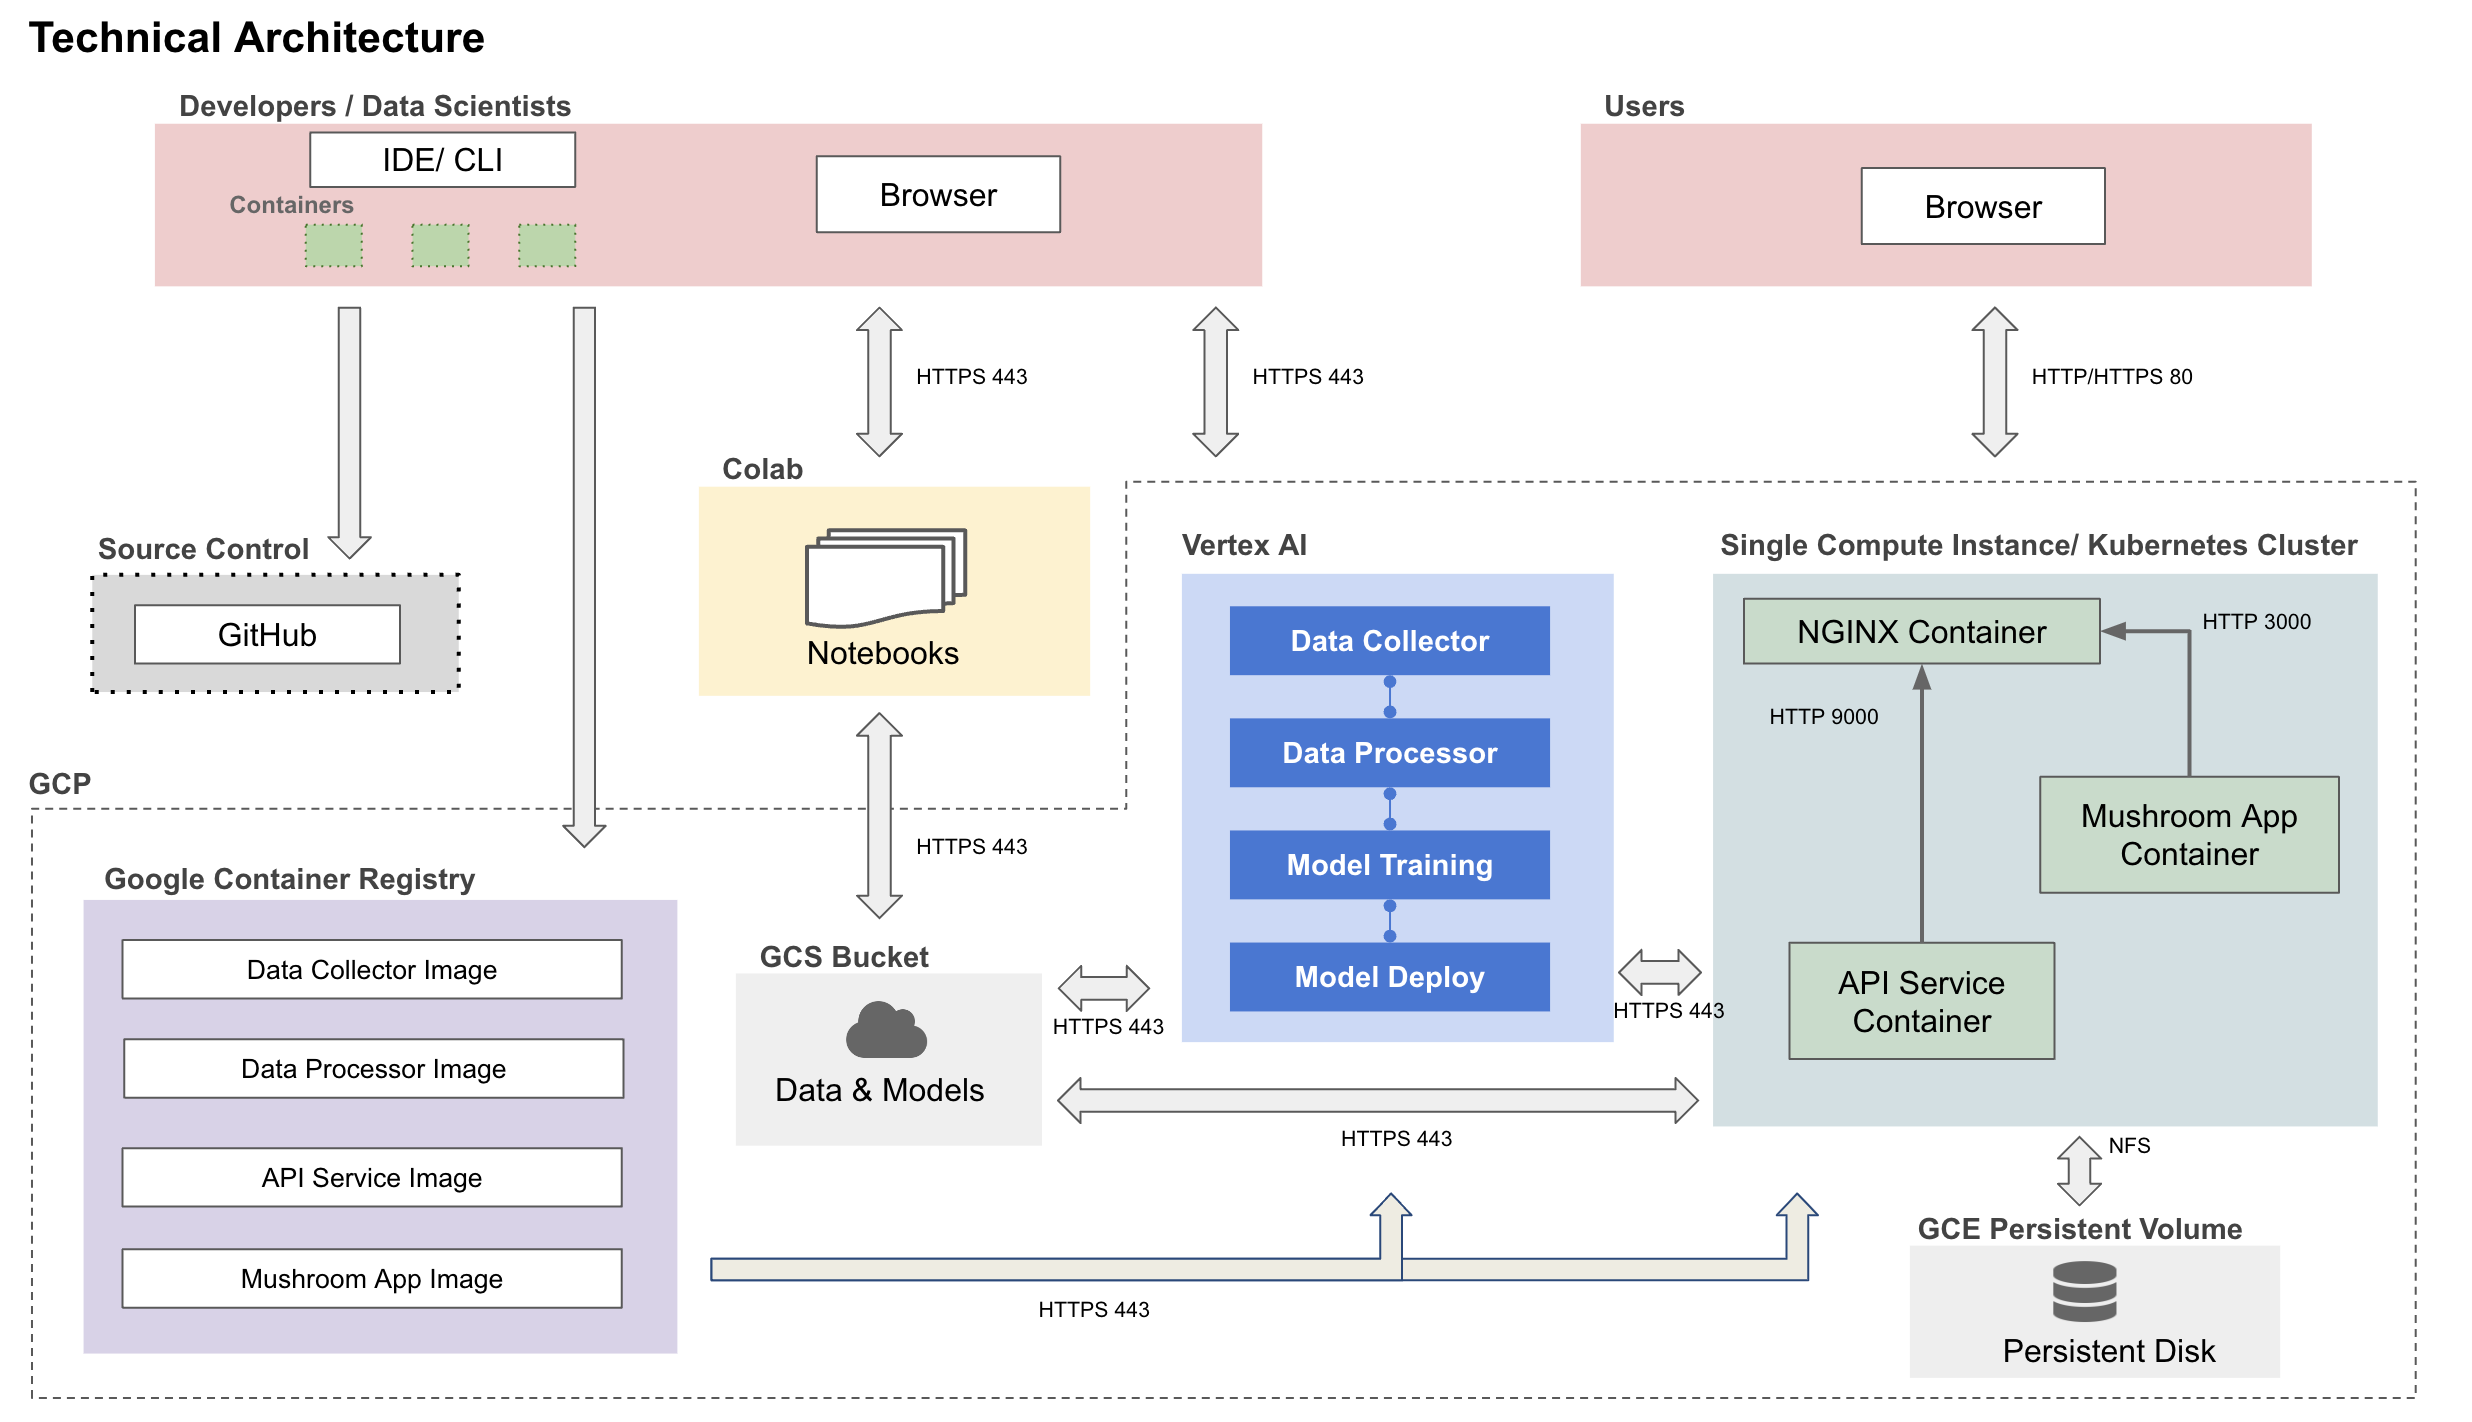 Technical Architecture
Developers / Data Scientists
IDE/ CLI
Containers
Browser
Users
Browser
HTTPS 443
HTTPS 443
HTTP/HTTPS 80
Source Control
GitHub
Colab
Notebooks
GCP
HTTPS 443
Google Container Registry
Data Collector Image
Data Processor Image
API Service Image
Mushroom App Image
GCS Bucket
Data & Models
HTTPS 443
Vertex AI
Data Collector
Data Processor
Model Training
Model Deploy
HTTPS 443
Single Compute Instance/ Kubernetes Cluster
NGINX Container
HTTP 3000
HTTP 9000
Mushroom App
Container
API Service
Container
HTTPS 443
NFS
GCE Persistent Volume
Persistent Disk
HTTPS 443